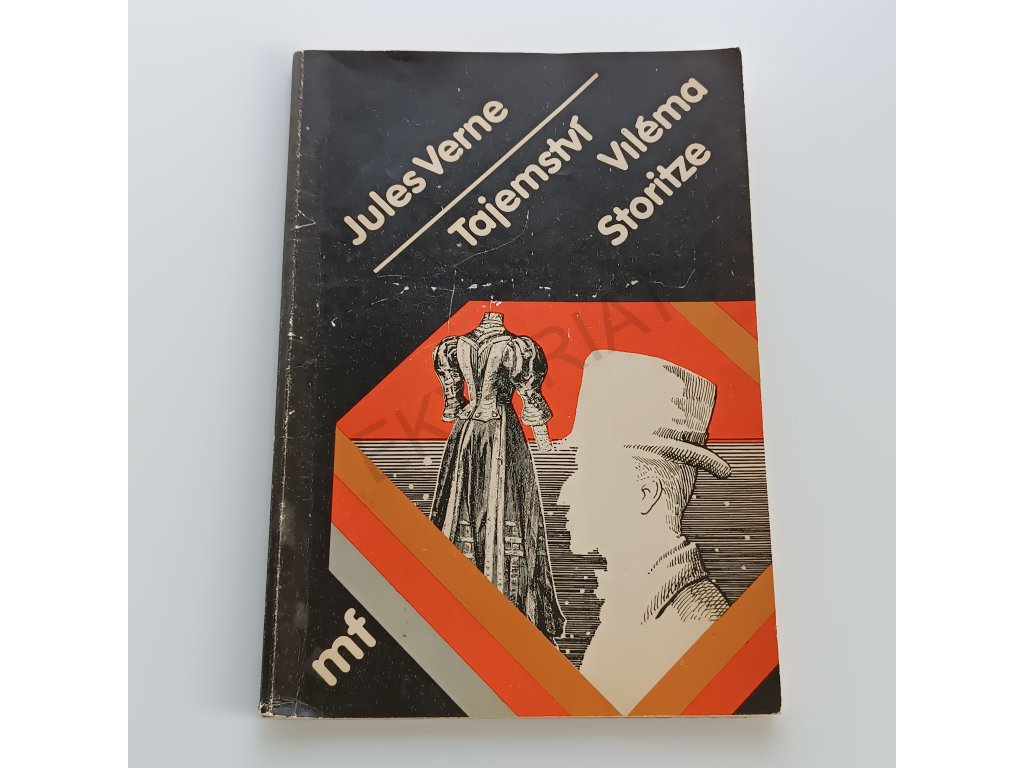 Jules Verne
Tajemství
Viléma
Storitze
mf